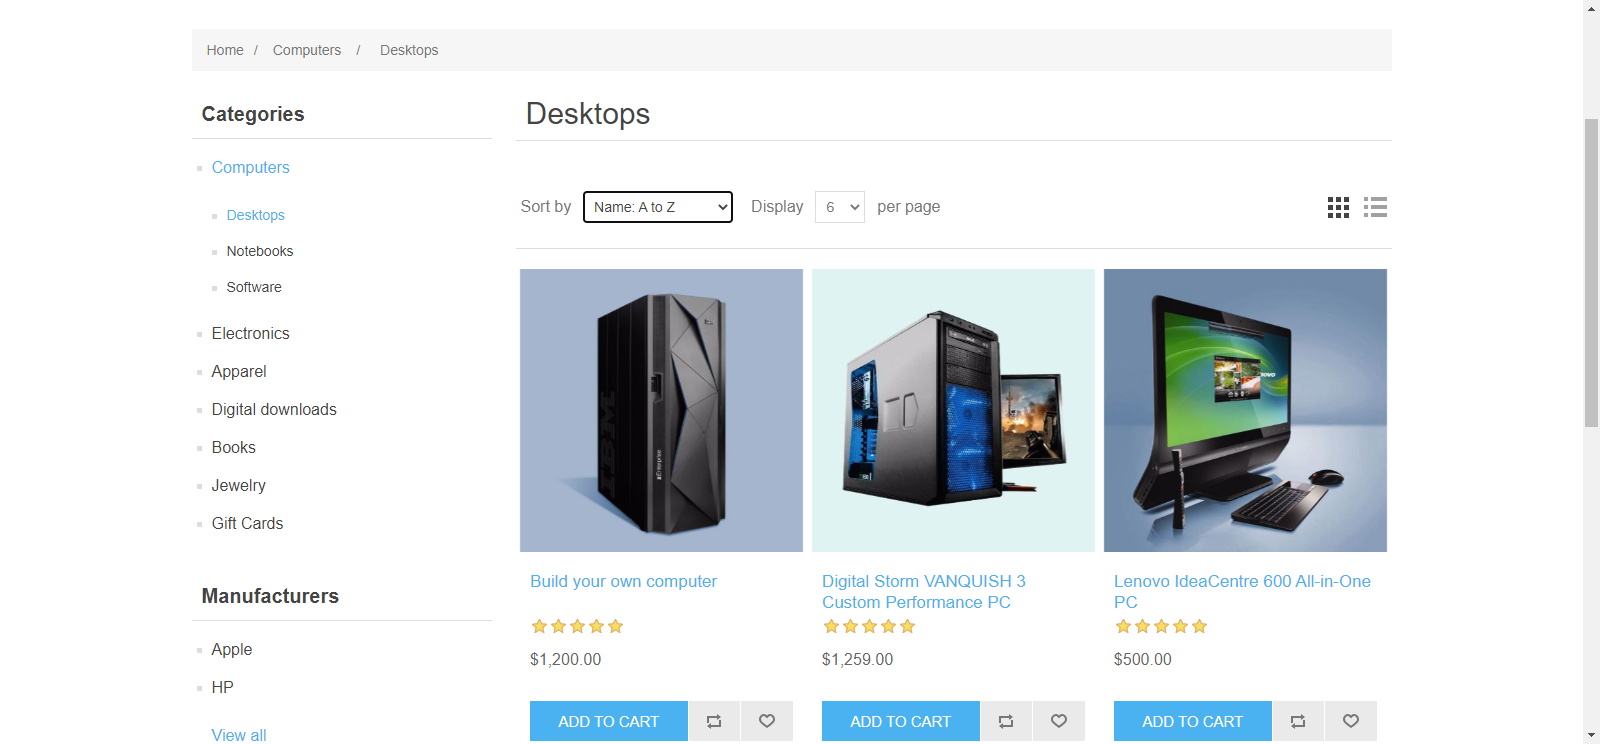 Home / Computers / Desktops
Categories
Computers
Desktops
Notebooks
Software
Electronics
Apparel
Digital downloads
Books
Jewelry
Gift Cards
Manufacturers
Apple
HP
View all
Desktops
Sort by Name: A to Z Display 6 per page
IBM
zEnterprise
Build your own computer
$1,200.00
ADD TO CART
Digital Storm VANQUISH 3
Custom Performance PC
$1,259.00
ADD TO CART
Lenovo IdeaCentre 600 All-in-One
PC
$500.00
ADD TO CART